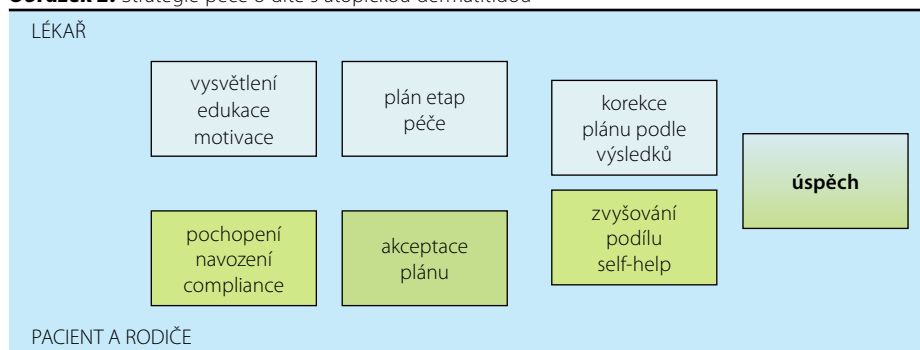 Obrázek 2. Strategie péče o dítě s atopickou dermatitidou
LÉKAŘ
vysvětlení
edukace
motivace
plán etap
péče
korekce
plánu podle
výsledků
úspěch
pochopení
navození
compliance
akceptace
plánu
zvyšování
podílu
self-help
PACIENT A RODIČE